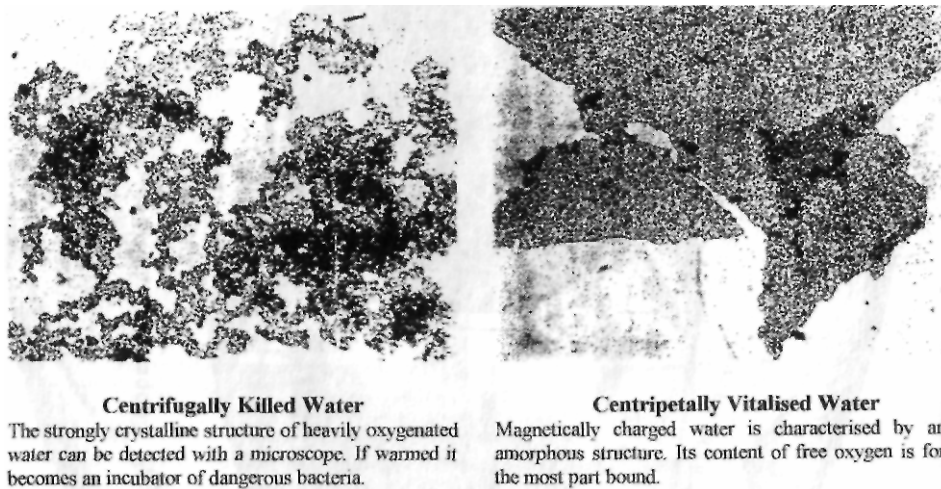 Centrifugally Killed Water
The strongly crystalline structure of heavily oxygenated
water can be detected with a microscope. If warmed it
becomes an incubator of dangerous bacteria.
Centripetally Vitalised Water
Magnetically charged water is characterised by an
amorphous structure. Its content of free oxygen is for
the most part bound.